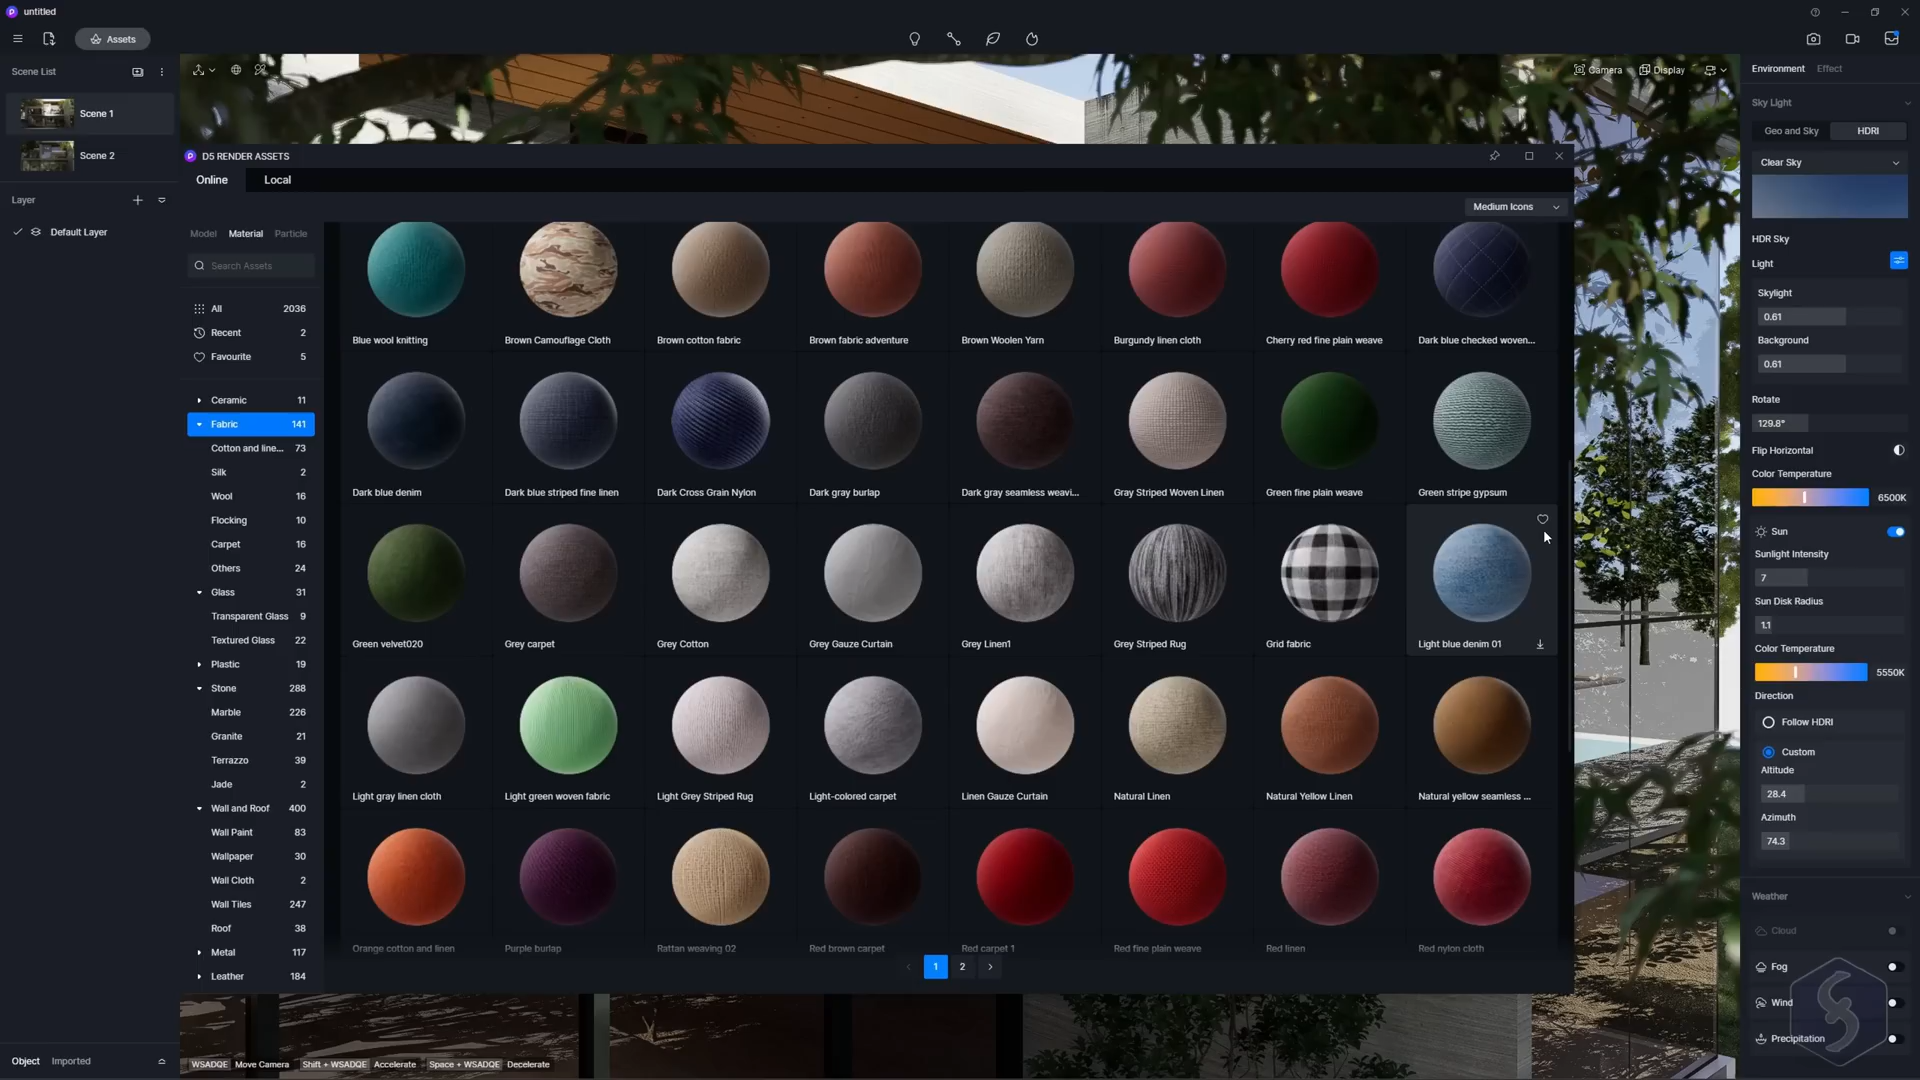 untitled
Assets
Scene List
Scene 1
Scene 2
Layer
Default Layer
Camera
Display
D5 RENDER ASSETS
Online
Local
Medium Icons
Model
Material
Particle
Search Assets
All 2036
Recent 2
Favourite 5
Ceramic 11
Fabric 141
Cotton and line... 73
Silk 2
Wool 16
Flocking 10
Carpet 16
Others 24
Glass 31
Transparent Glass 9
Textured Glass 22
Plastic 19
Stone 288
Marble 226
Granite 21
Terrazzo 39
Jade 2
Wall and Roof 400
Wall Paint 83
Wallpaper 30
Wall Cloth 2
Wall Tiles 247
Roof 38
Metal 117
Leather 184
Blue wool knitting
Brown Camouflage Cloth
Brown cotton fabric
Brown fabric adventure
Brown Woolen Yarn
Burgundy linen cloth
Cherry red fine plain weave
Dark blue checked woven...
Dark blue denim
Dark blue striped fine linen
Dark Cross Grain Nylon
Dark gray burlap
Dark gray seamless weavi...
Gray Striped Woven Linen
Green fine plain weave
Green stripe gypsum
Green velvet020
Grey carpet
Grey Cotton
Grey Gauze Curtain
Grey Linen1
Grey Striped Rug
Grid fabric
Light blue denim 01
Light gray linen cloth
Light green woven fabric
Light Grey Striped Rug
Light-colored carpet
Linen Gauze Curtain
Natural Linen
Natural Yellow Linen
Natural yellow seamless ...
Orange cotton and linen
Purple burlap
Rattan weaving 02
Red brown carpet
Red carpet 1
Red fine plain weave
Red linen
Red nylon cloth
1
2
Environment
Effect
Sky Light
Geo and Sky
HDRI
Clear Sky
HDR Sky
Light
Skylight
0.61
Background
0.61
Rotate
129.8°
Flip Horizontal
Color Temperature
6500K
Sun
Sunlight Intensity
7
Sun Disk Radius
1.1
Color Temperature
5550K
Direction
Follow HDRI
Custom
Altitude
28.4
Azimuth
74.3
Weather
Cloud
Fog
Wind
Precipitation
Object
Imported
WSADQE Move Camera Shift + WSADQE Accelerate Space + WSADQE Decelerate